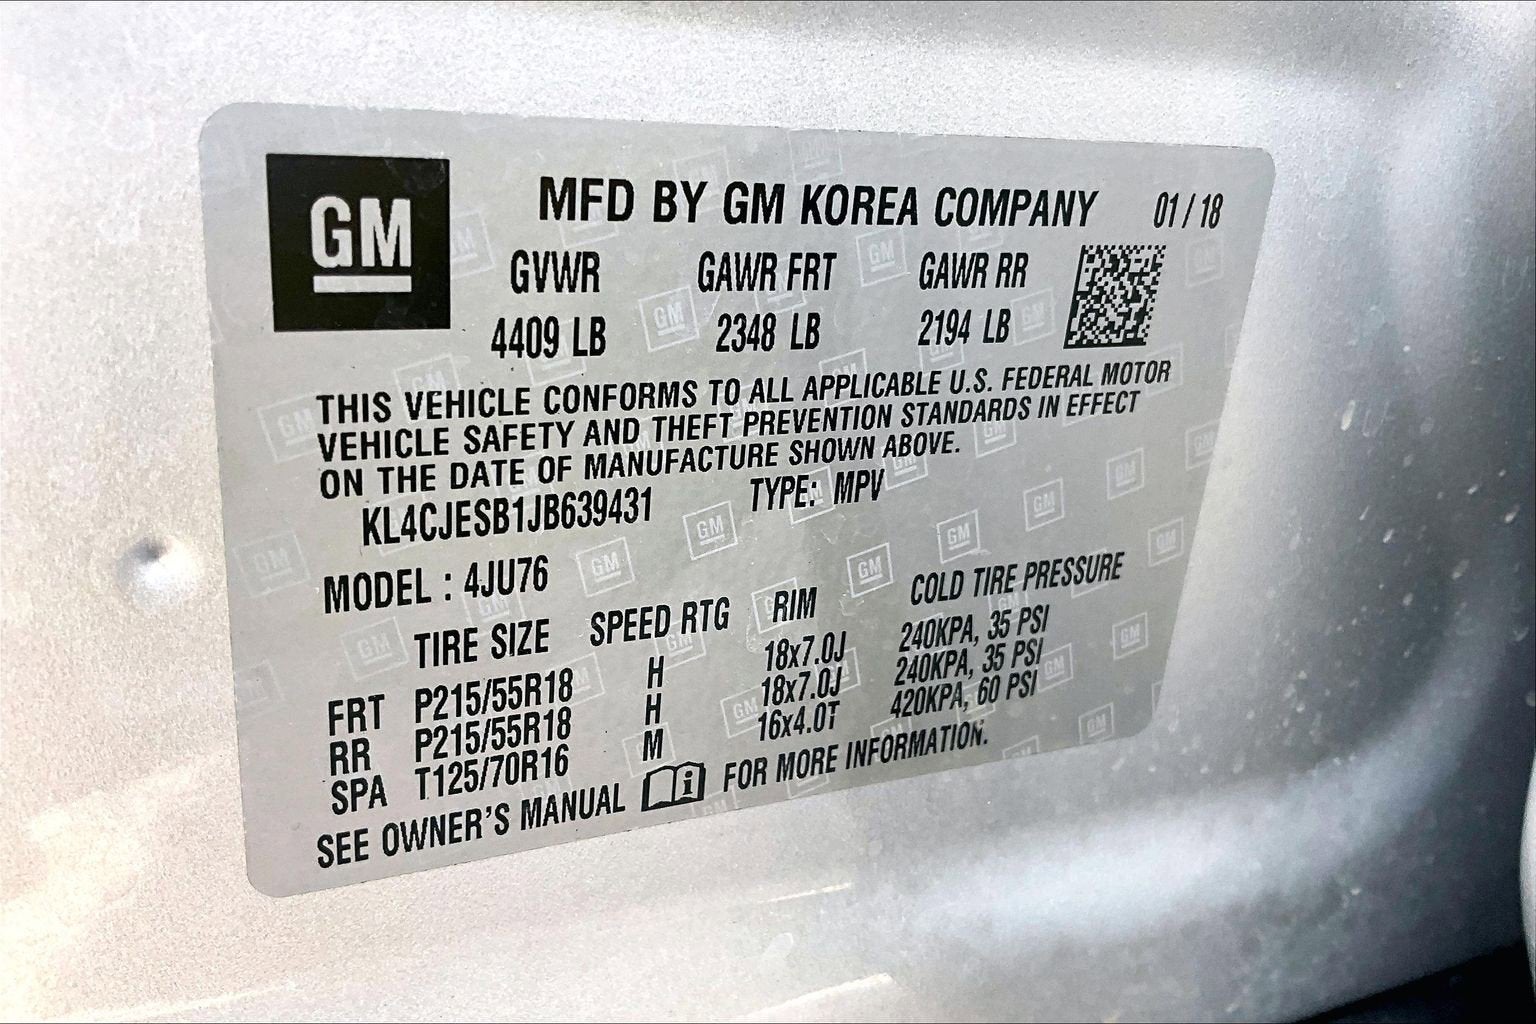 GM
MFD BY GM KOREA COMPANY 01/18
GVWR GAWR FRT GAWR RR
4409 LB 2348 LB 2194 LB
THIS VEHICLE CONFORMS TO ALL APPLICABLE U.S. FEDERAL MOTOR
VEHICLE SAFETY AND THEFT PREVENTION STANDARDS IN EFFECT
ON THE DATE OF MANUFACTURE SHOWN ABOVE.
KL4CJESB1JB639431 TYPE: MPV
MODEL : 4JU76
TIRE SIZE SPEED RTG RIM COLD TIRE PRESSURE
FRT P215/55R18 H 18x7.0J 240KPA, 35 PSI
RR P215/55R18 H 18x7.0J 240KPA, 35 PSI
SPA T125/70R16 M 16x4.0T 420KPA, 60 PSI
SEE OWNER'S MANUAL FOR MORE INFORMATION.